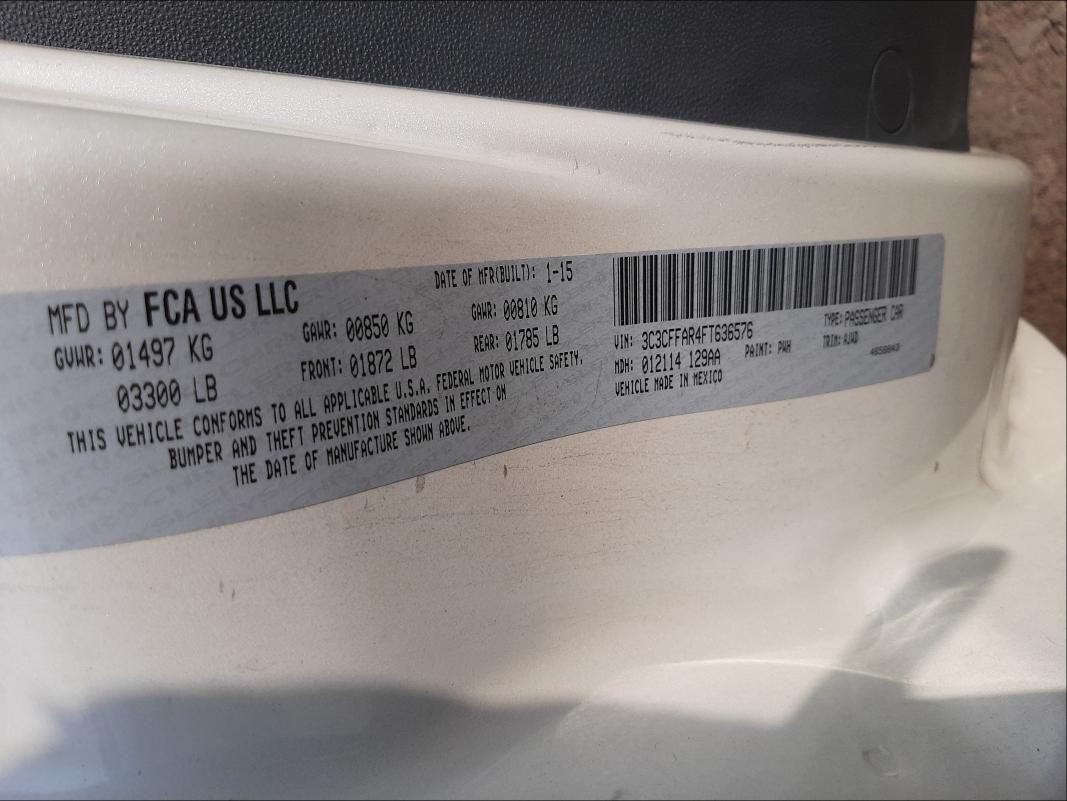 MFD BY FCA US LLC
DATE OF MFR(BUILT): 1-15
GVWR: 01497 KG
GAWR: 00850 KG
GAWR: 00810 KG
03300 LB
FRONT: 01872 LB
REAR: 01785 LB
THIS VEHICLE CONFORMS TO ALL APPLICABLE U.S.A. FEDERAL MOTOR VEHICLE SAFETY,
BUMPER AND THEFT PREVENTION STANDARDS IN EFFECT ON
THE DATE OF MANUFACTURE SHOWN ABOVE.
VIN: 3C3CFFAR4FT636576
TYPE: PASSENGER CAR
MDH: 012114 129AA
PAINT: PWH
TRIM: AJAD
VEHICLE MADE IN MEXICO